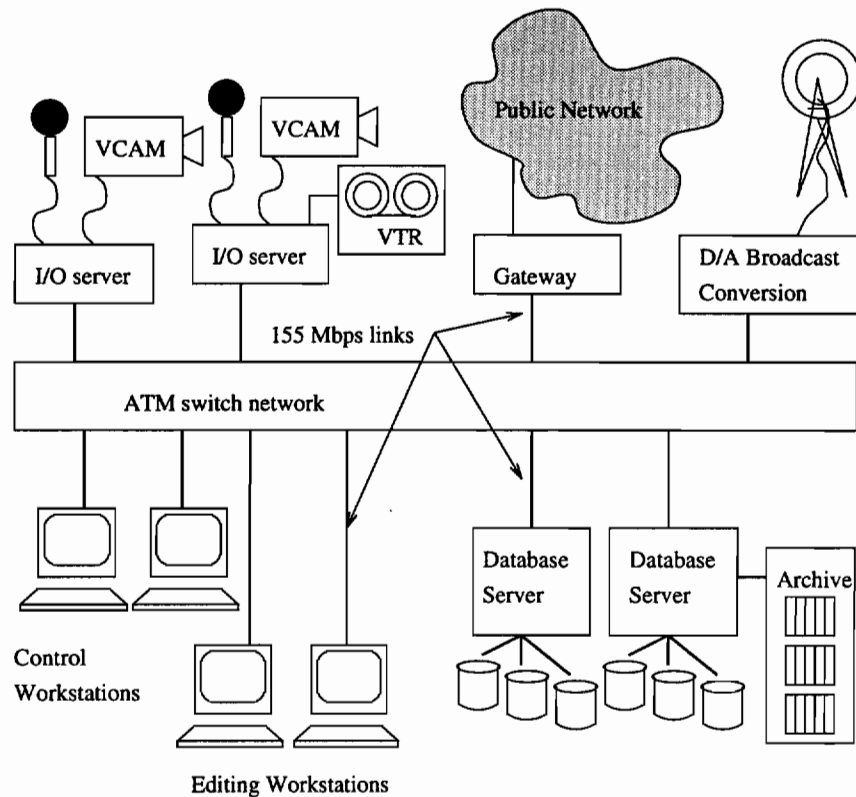 Public Network
VCAM
VCAM
VTR
I/O server
I/O server
Gateway
D/A Broadcast
Conversion
155 Mbps links
ATM switch network
Database
Server
Database
Server
Archive
Control
Workstations
Editing Workstations